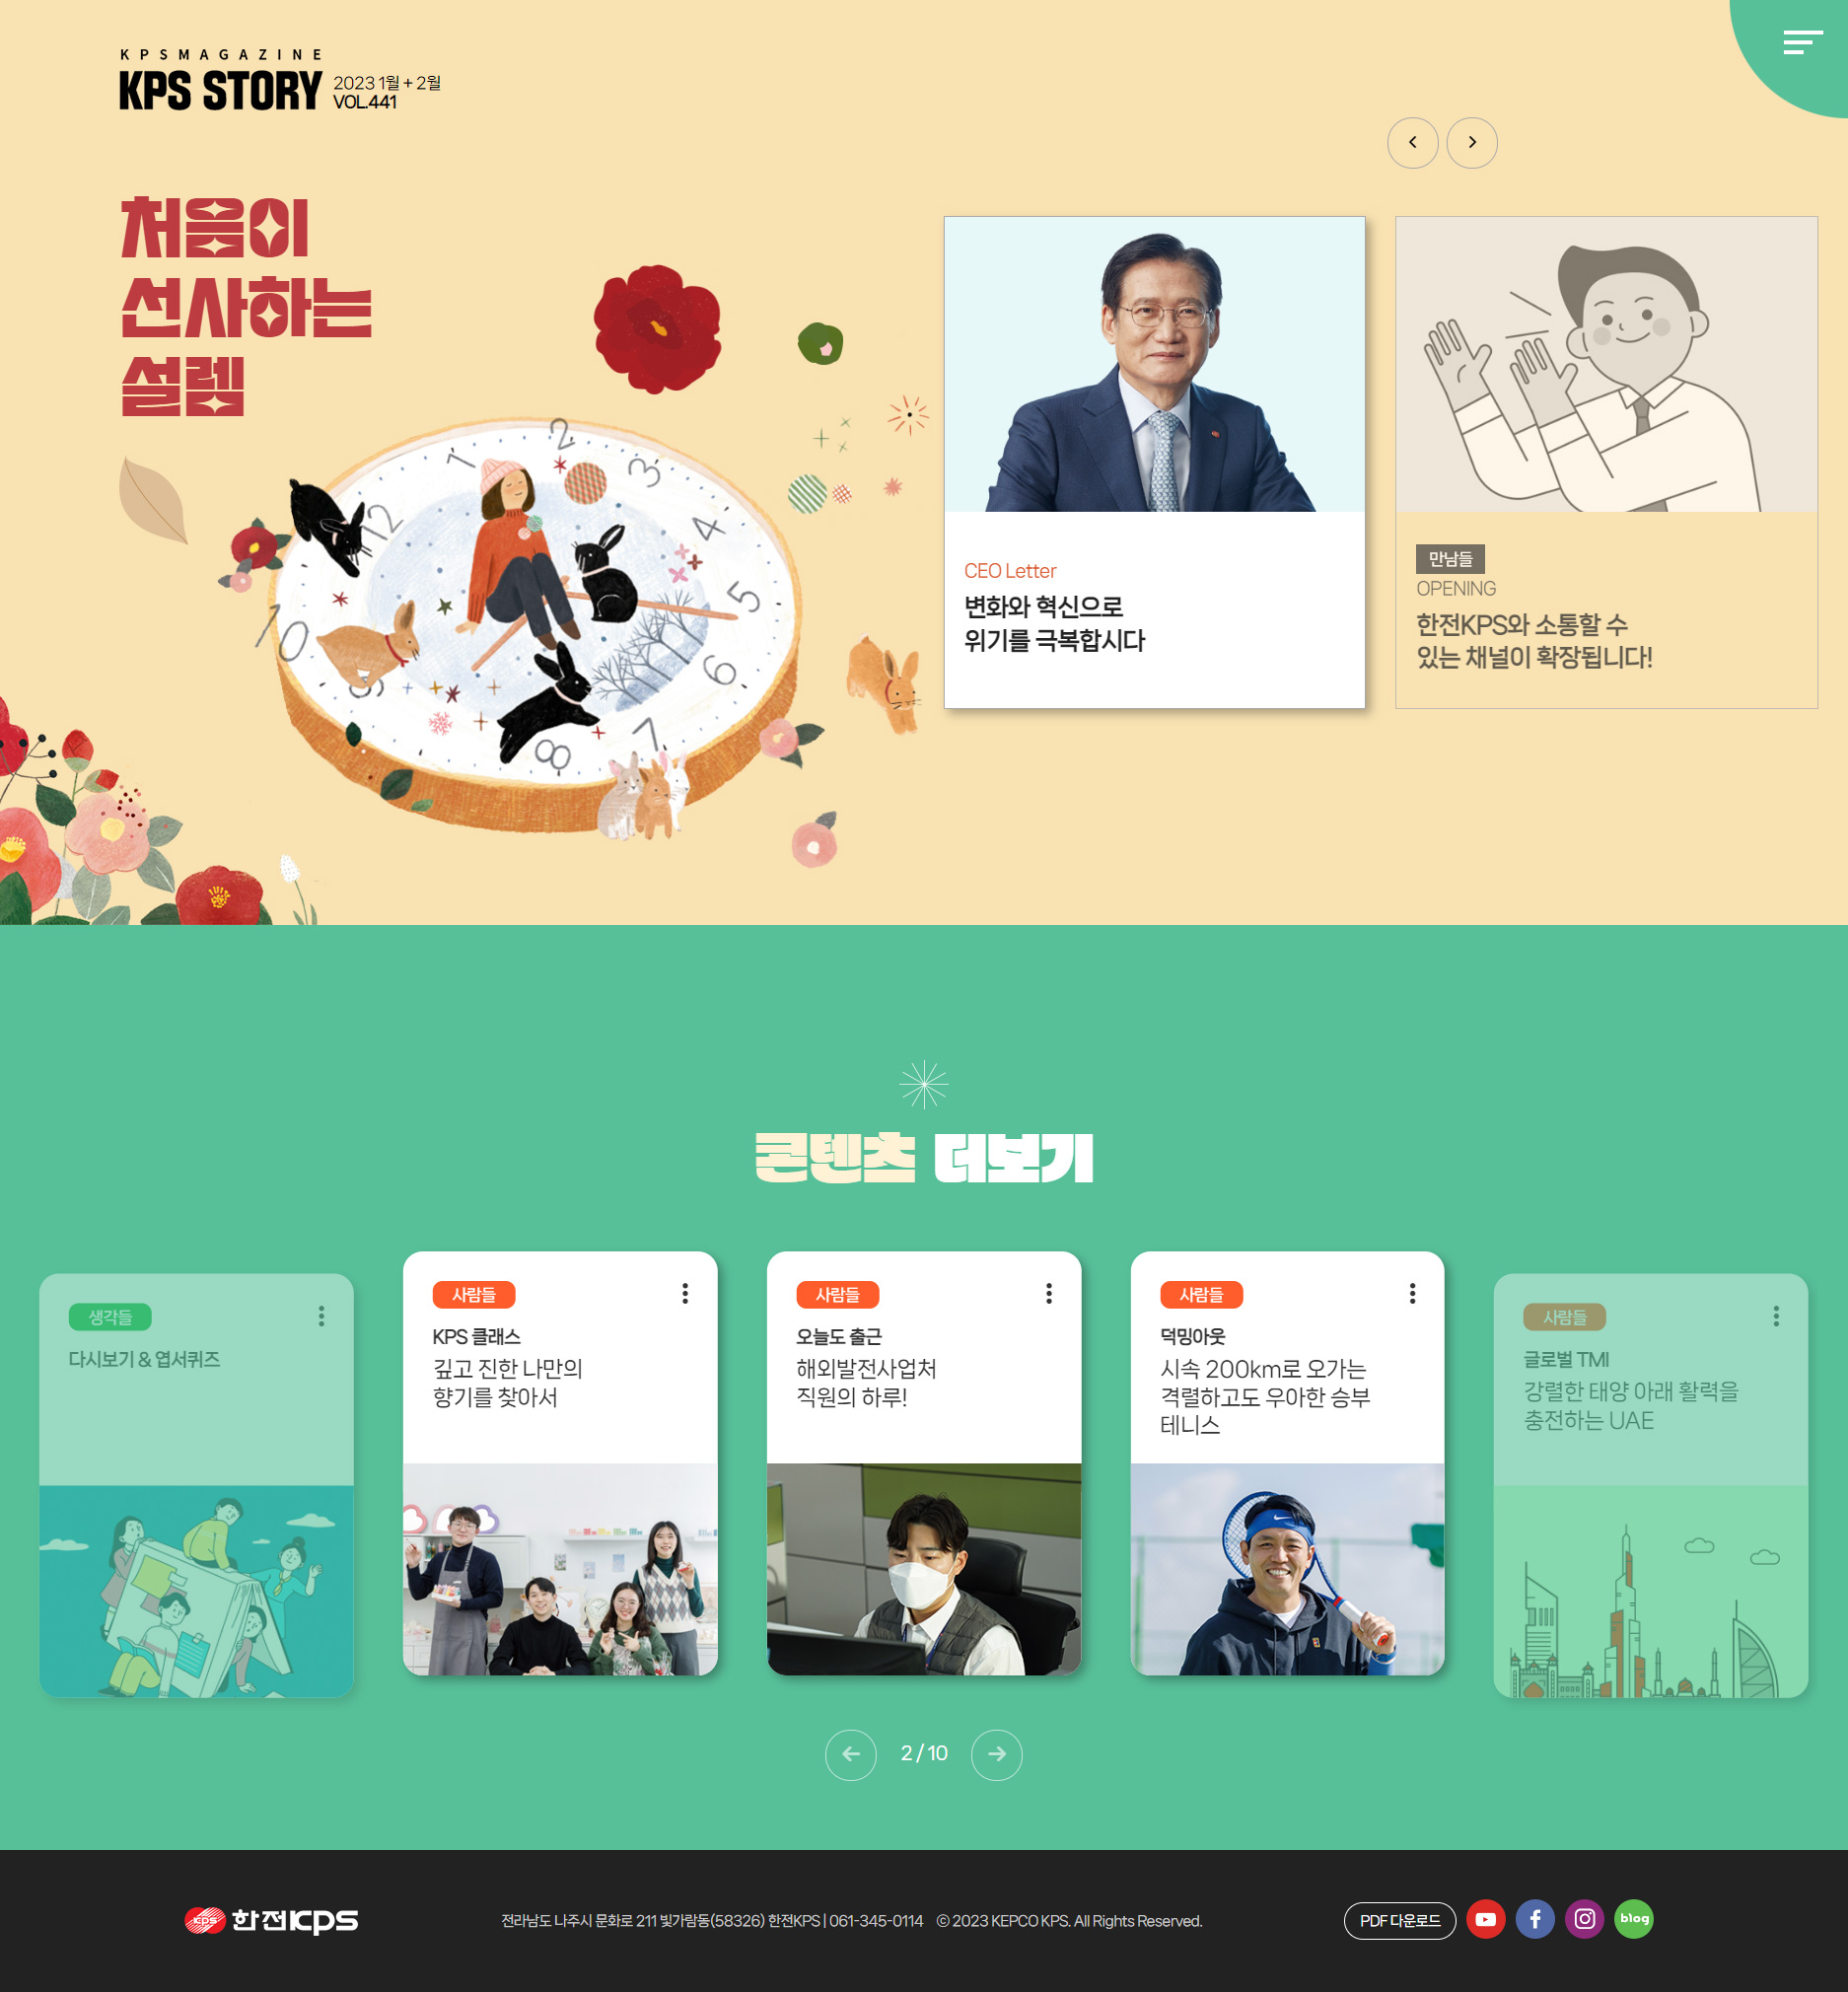 KPSMAGAZINE
KPS STORY
2023 1월 + 2월
VOL.441
처음이
선사하는
설렘
12
1
2
3
4
5
6
7
8
10
CEO Letter
변화와 혁신으로
위기를 극복합시다
만남들
OPENING
한전KPS와 소통할 수
있는 채널이 확장됩니다!
콘텐츠 더보기
생각들
다시보기 & 엽서퀴즈
사람들
KPS 클래스
깊고 진한 나만의
향기를 찾아서
사람들
오늘도 출근
해외발전사업처
직원의 하루!
사람들
덕밍아웃
시속 200km로 오가는
격렬하고도 우아한 승부
테니스
사람들
글로벌 TMI
강렬한 태양 아래 활력을
충전하는 UAE
2 / 10
KPS 한전KPS
전라남도 나주시 문화로 211 빛가람동(58326) 한전KPS | 061-345-0114 ⓒ 2023 KEPCO KPS. All Rights Reserved.
PDF 다운로드
blog